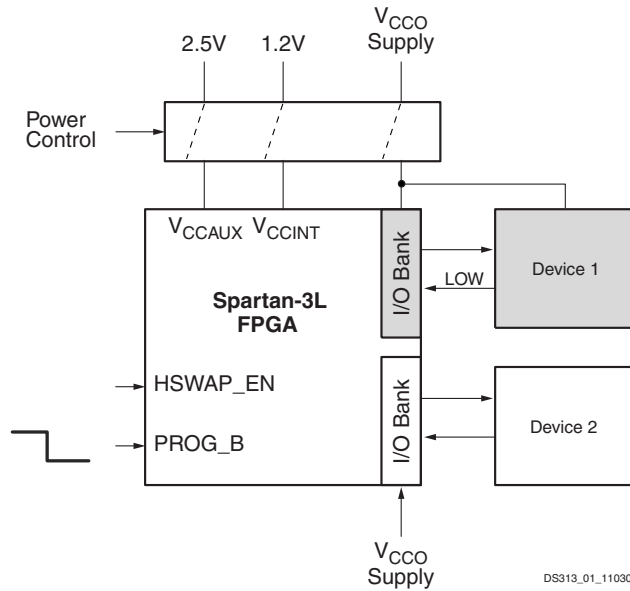 2.5V
1.2V
VCCO
Supply
Power
Control
VCCAUX VCCINT
I/O Bank
Device 1
LOW
Spartan-3L
FPGA
HSWAP_EN
I/O Bank
Device 2
PROG_B
VCCO
Supply
DS313_01_11030